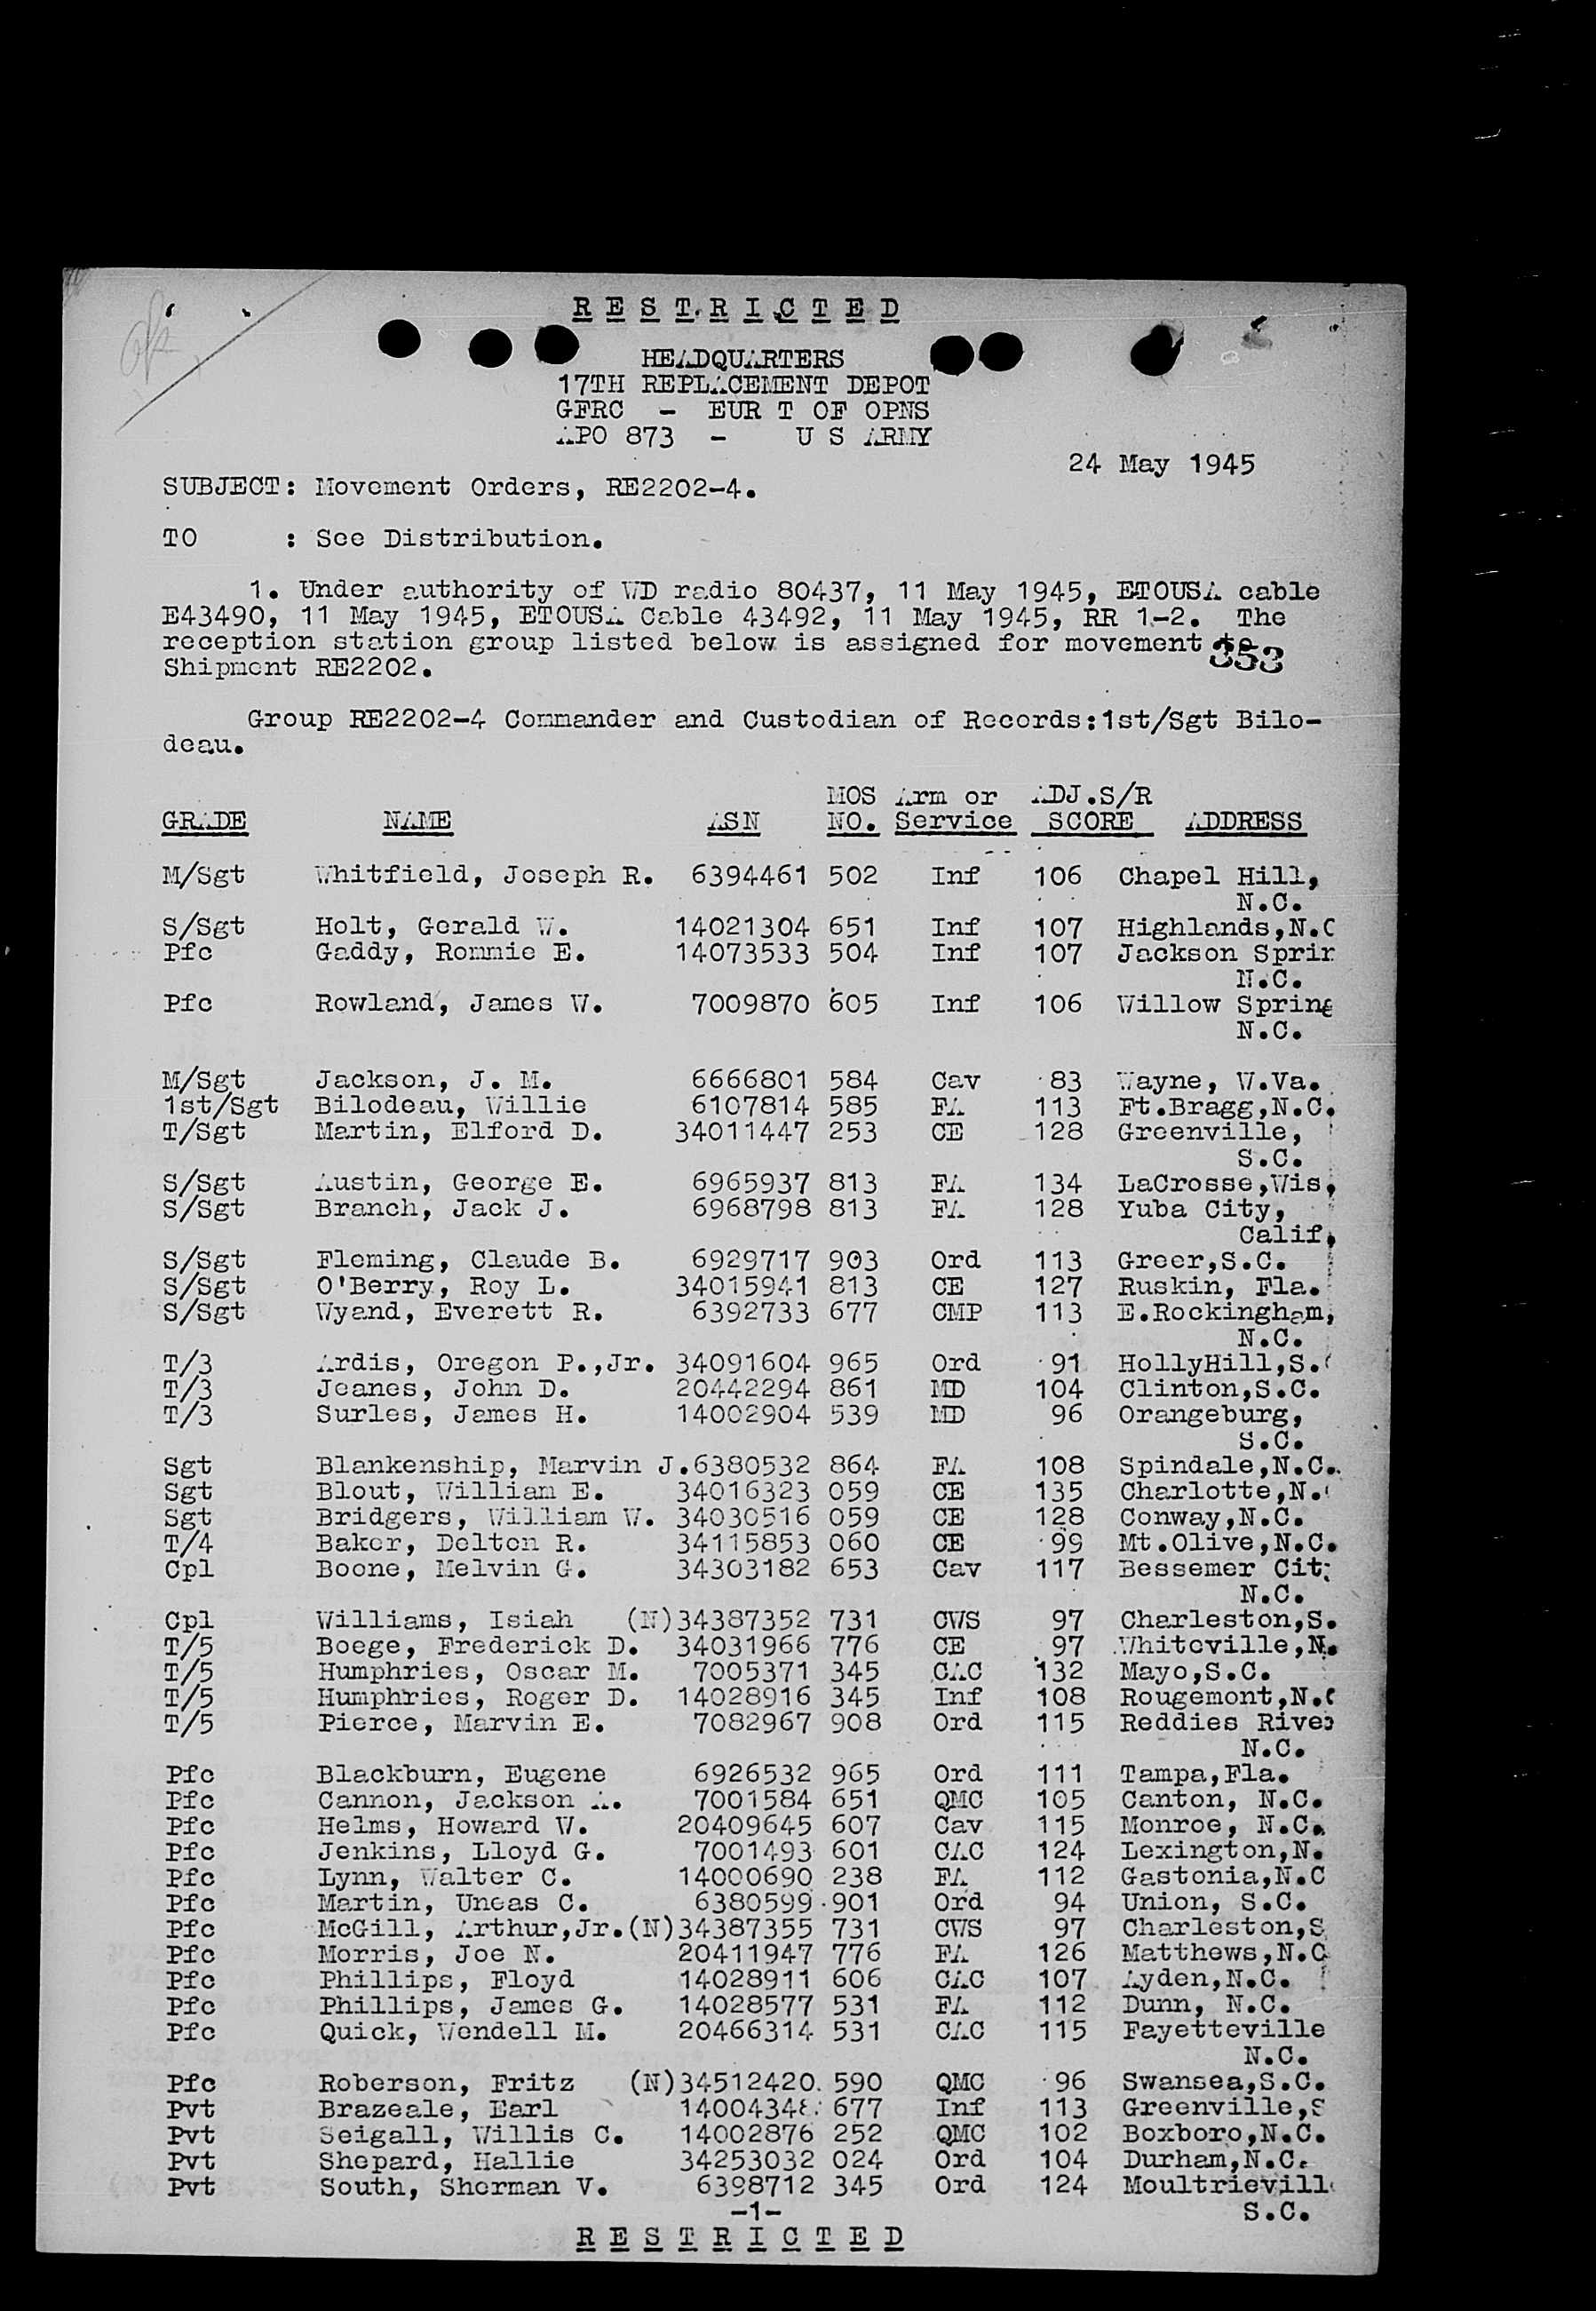 ok
R E S T R I C T E D
HEADQUARTERS
17TH REPLACEMENT DEPOT
GFRC - EUR T OF OPNS
APO 873 - U S ARMY
24 May 1945
SUBJECT: Movement Orders, RE2202-4.
TO : See Distribution.
1. Under authority of WD radio 80437, 11 May 1945, ETOUSA cable
E43490, 11 May 1945, ETOUSA Cable 43492, 11 May 1945, RR 1-2. The
reception station group listed below is assigned for movement to
353
Shipment RE2202.
Group RE2202-4 Commander and Custodian of Records:1st/Sgt Bilo-
deau.
MOS Arm or ADJ.S/R
GRADE NAME ASN NO. Service SCORE ADDRESS
M/Sgt Whitfield, Joseph R. 6394461 502 Inf 106 Chapel Hill,
N.C.
S/Sgt Holt, Gerald W. 14021304 651 Inf 107 Highlands,N.C
Pfc Gaddy, Rommie E. 14073533 504 Inf 107 Jackson Sprin
N.C.
Pfc Rowland, James W. 7009870 605 Inf 106 Willow Spring
N.C.
M/Sgt Jackson, J. M. 6666801 584 Cav 83 Wayne, W.Va.
1st/Sgt Bilodeau, Willie 6107814 585 FA 113 Ft.Bragg,N.C.
T/Sgt Martin, Elford D. 34011447 253 CE 128 Greenville,
S.C.
S/Sgt Austin, George E. 6965937 813 FA 134 LaCrosse,Wis,
S/Sgt Branch, Jack J. 6968798 813 FA 128 Yuba City,
Calif.
S/Sgt Fleming, Claude B. 6929717 903 Ord 113 Greer,S.C.
S/Sgt O'Berry, Roy L. 34015941 813 CE 127 Ruskin, Fla.
S/Sgt Wyand, Everett R. 6392733 677 CMP 113 E.Rockingham,
N.C.
T/3 Ardis, Oregon P.,Jr. 34091604 965 Ord 91 HollyHill,S.
T/3 Jeanes, John D. 20442294 861 MD 104 Clinton,S.C.
T/3 Surles, James H. 14002904 539 MD 96 Orangeburg,
S.C.
Sgt Blankenship, Marvin J.6380532 864 FA 108 Spindale,N.C.
Sgt Blout, William E. 34016323 059 CE 135 Charlotte,N.
Sgt Bridgers, William W. 34030516 059 CE 128 Conway,N.C.
T/4 Baker, Delton R. 34115853 060 CE 99 Mt.Olive,N.C.
Cpl Boone, Melvin G. 34303182 653 Cav 117 Bessemer City
N.C.
Cpl Williams, Isiah (N)34387352 731 CWS 97 Charleston,S.
T/5 Boege, Frederick D. 34031966 776 CE 97 Whiteville,N.
T/5 Humphries, Oscar M. 7005371 345 CAC 132 Mayo,S.C.
T/5 Humphries, Roger D. 14028916 345 Inf 108 Rougemont,N.C
T/5 Pierce, Marvin E. 7082967 908 Ord 115 Reddies River
N.C.
Pfc Blackburn, Eugene 6926532 965 Ord 111 Tampa,Fla.
Pfc Cannon, Jackson A. 7001584 651 QMC 105 Canton, N.C.
Pfc Helms, Howard W. 20409645 607 Cav 115 Monroe, N.C.
Pfc Jenkins, Lloyd G. 7001493 601 CAC 124 Lexington,N.
Pfc Lynn, Walter C. 14000690 238 FA 112 Gastonia,N.C
Pfc Martin, Uneas C. 6380599 901 Ord 94 Union, S.C.
Pfc McGill, Arthur,Jr.(N)34387355 731 CWS 97 Charleston,S
Pfc Morris, Joe N. 20411947 776 FA 126 Matthews,N.C
Pfc Phillips, Floyd 14028911 606 CAC 107 Ayden,N.C.
Pfc Phillips, James G. 14028577 531 FA 112 Dunn, N.C.
Pfc Quick, Wendell M. 20466314 531 CAC 115 Fayetteville
N.C.
Pfc Roberson, Fritz (N)34512420 590 QMC 96 Swansea,S.C.
Pvt Brazeale, Earl 14004348 677 Inf 113 Greenville,S
Pvt Seigall, Willis C. 14002876 252 QMC 102 Boxboro,N.C.
Pvt Shepard, Hallie 34253032 024 Ord 104 Durham,N.C.
Pvt South, Sherman V. 6398712 345 Ord 124 Moultrievill
-1- S.C.
R E S T R I C T E D